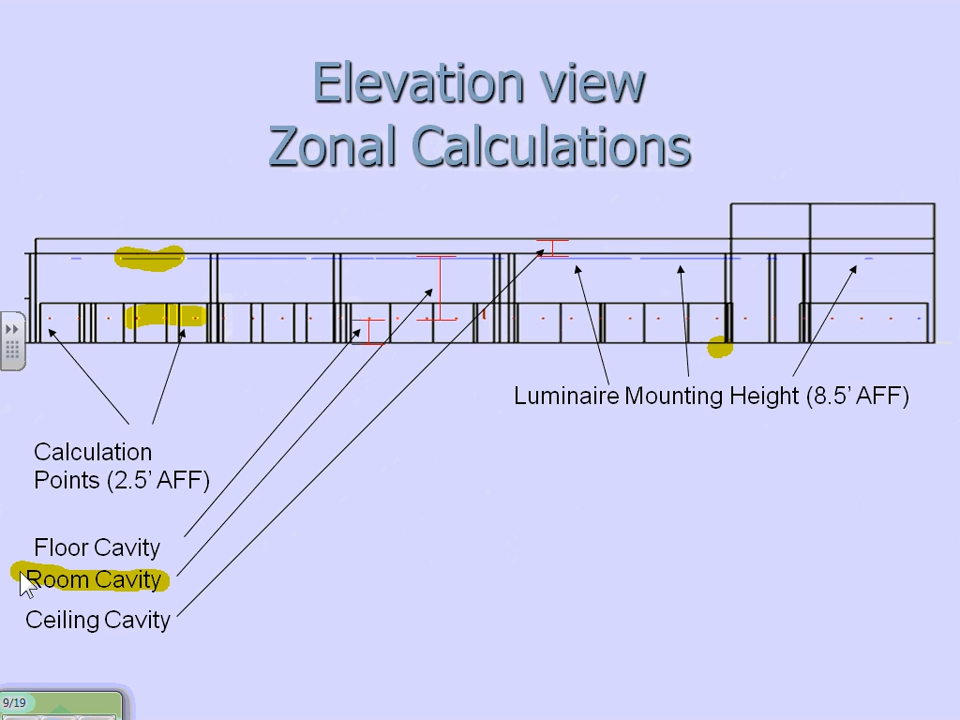 Elevation view
Zonal Calculations
Luminaire Mounting Height (8.5’ AFF)
Calculation
Points (2.5’ AFF)
Floor Cavity
Room Cavity
Ceiling Cavity
9/19